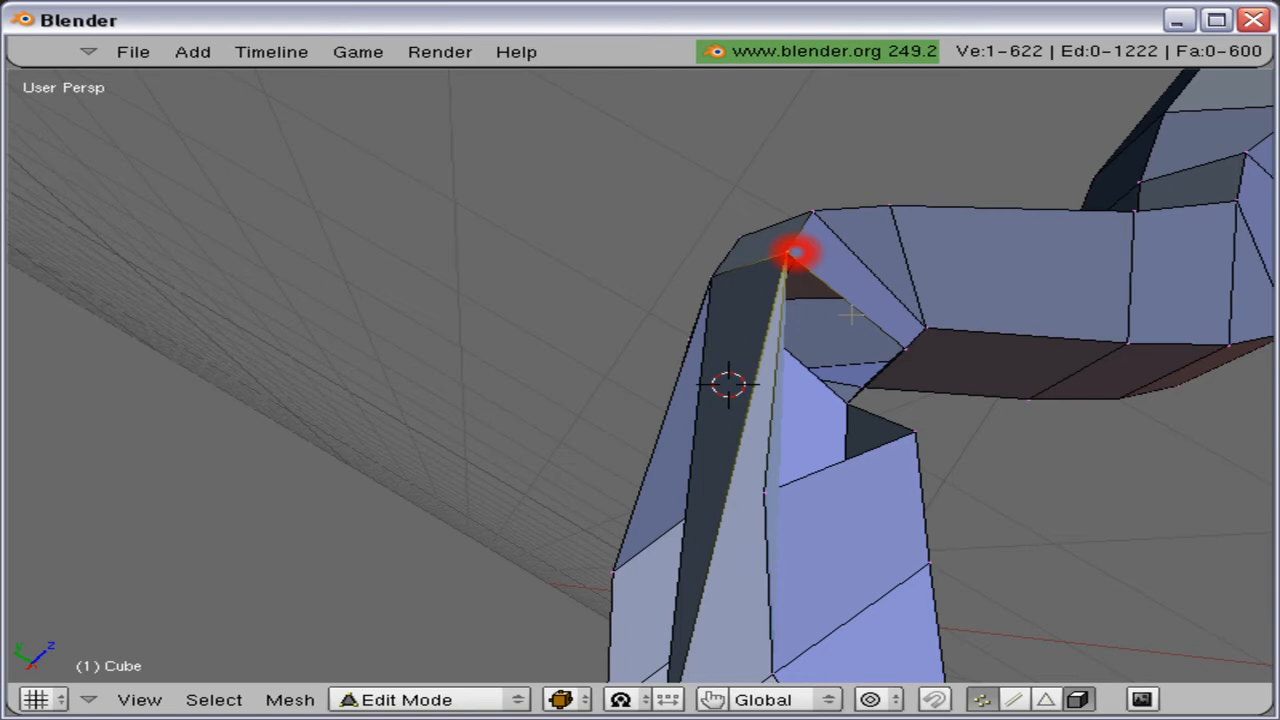 Blender
File Add Timeline Game Render Help www.blender.org 249.2 Ve:1-622 | Ed:0-1222 | Fa:0-600
User Persp
y z x
(1) Cube
View Select Mesh Edit Mode Global